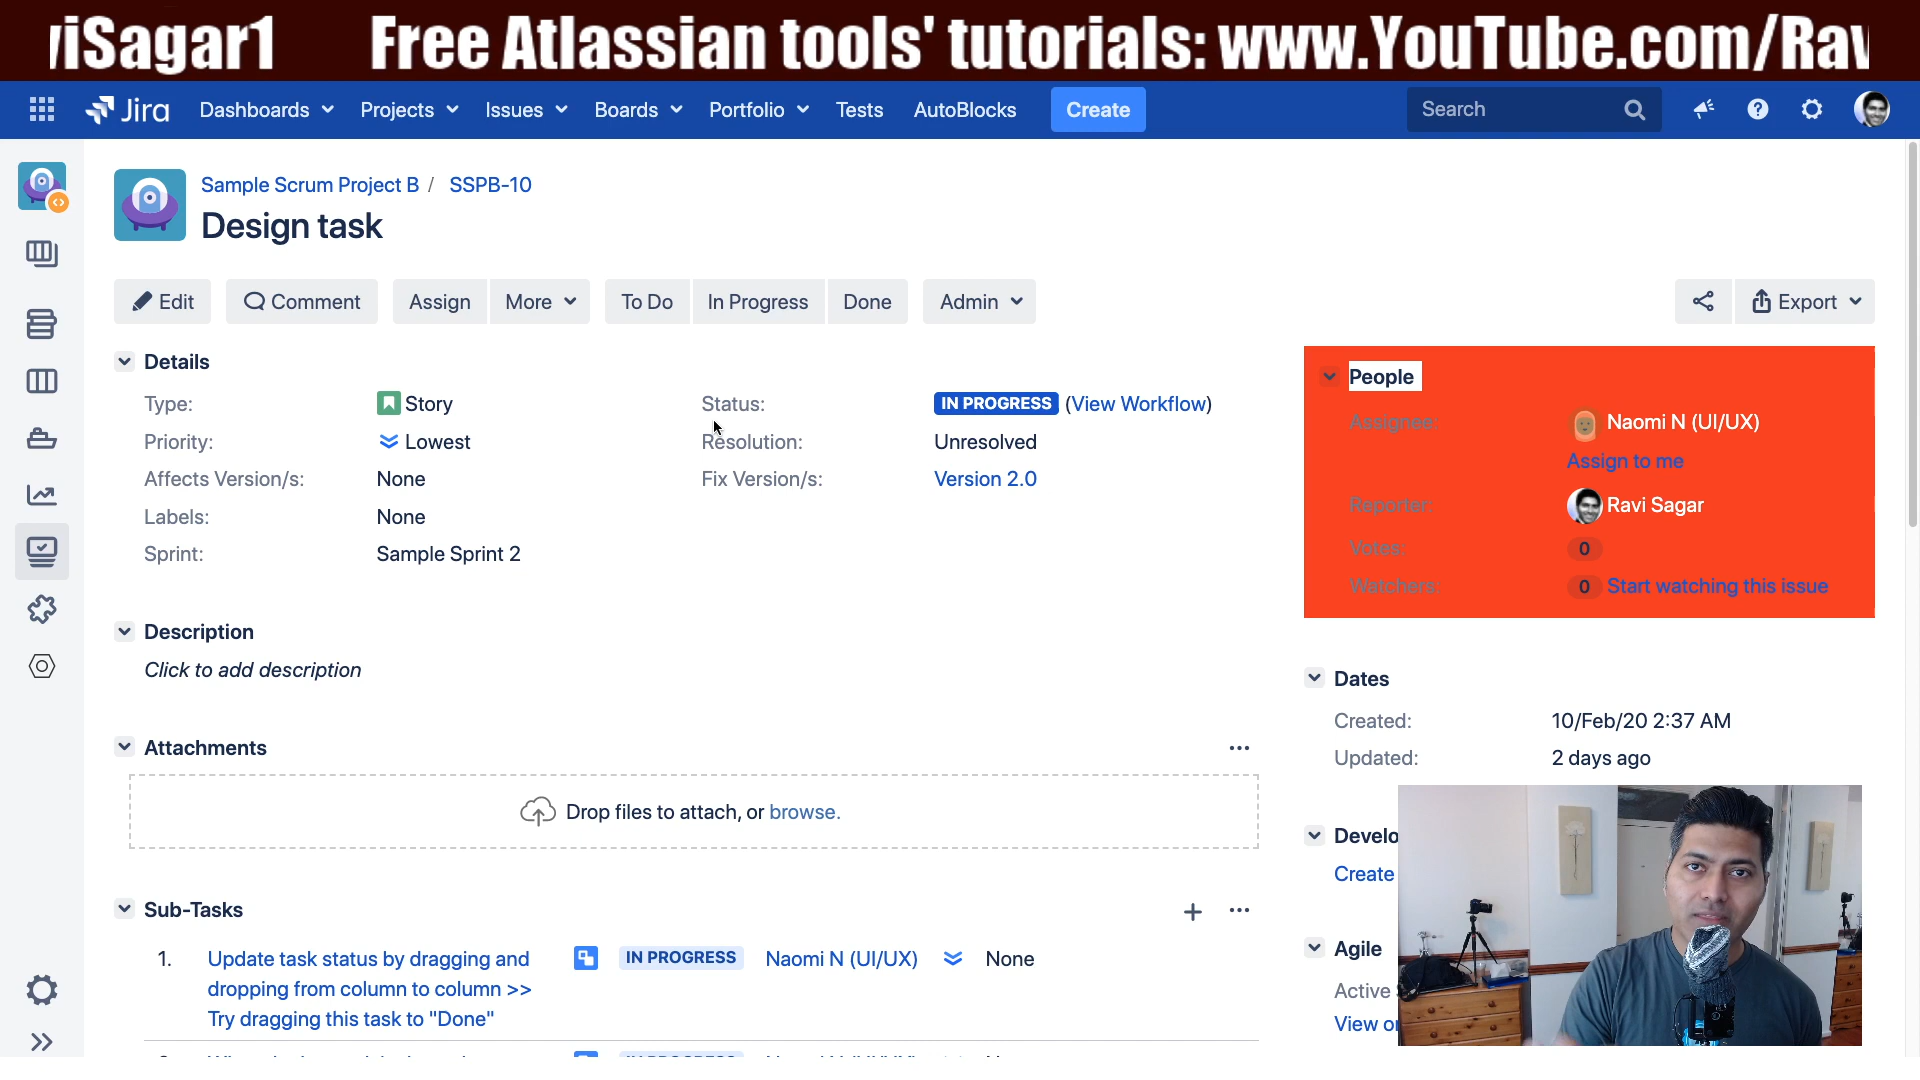 riSagar1 Free Atlassian tools' tutorials: www.YouTube.com/Rav
Jira Dashboards Projects Issues Boards Portfolio Tests AutoBlocks Create Search
Sample Scrum Project B / SSPB-10
Design task
Edit Comment Assign More To Do In Progress Done Admin Export
Details
Type: Story Status: IN PROGRESS (View Workflow)
Priority: Lowest Resolution: Unresolved
Affects Version/s: None Fix Version/s: Version 2.0
Labels: None
Sprint: Sample Sprint 2
Description
Click to add description
Attachments
Drop files to attach, or browse.
Sub-Tasks
1. Update task status by dragging and IN PROGRESS Naomi N (UI/UX) None
dropping from column to column >>
Try dragging this task to "Done"
People
Assignee: Naomi N (UI/UX)
Assign to me
Reporter: Ravi Sagar
Votes: 0
Watchers: 0 Start watching this issue
Dates
Created: 10/Feb/20 2:37 AM
Updated: 2 days ago
Develo
Create
Agile
Active
View on